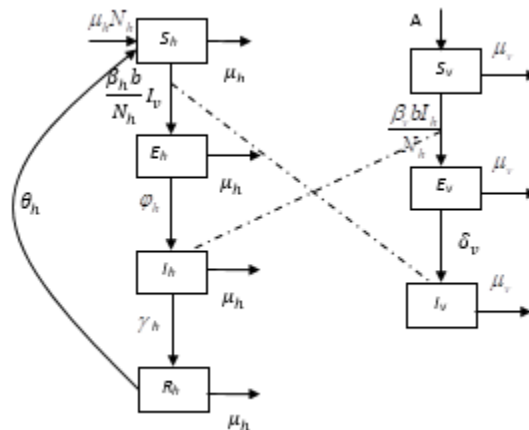 μ_h N_h
S_h
μ_h
β_h b / N_h I_v
E_h
μ_h
φ_h
θ_h
I_h
μ_h
γ_h
R_h
μ_h
A
S_v
μ_v
β_v b I_h / N_h
E_v
μ_v
δ_v
I_v
μ_v